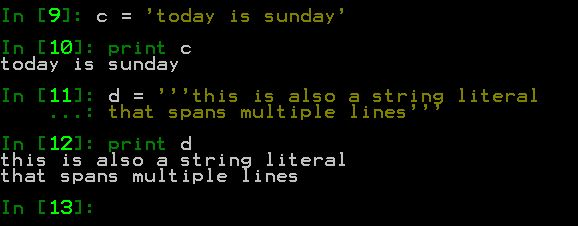 In [9]: c = 'today is sunday'
In [10]: print c
today is sunday
In [11]: d = '''this is also a string literal
...: that spans multiple lines'''
In [12]: print d
this is also a string literal
that spans multiple lines
In [13]: